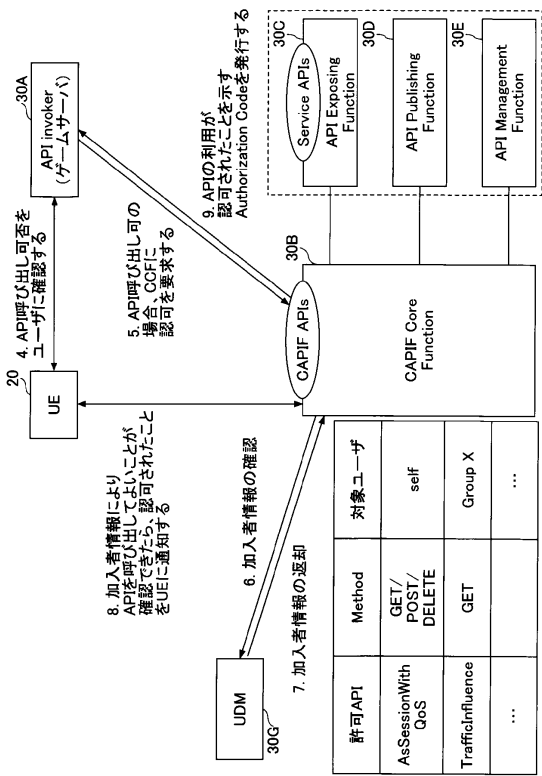 20
UE
4. API呼び出し可否を
ユーザに確認する
30A
API invoker
(ゲームサーバ)
5. API呼び出し可の
場合、CCFに
認可を要求する
9. APIの利用が
認可されたことを示す
Authorization Codeを発行する
8. 加入者情報により
APIを呼び出してよいことが
確認できたら、認可されたこと
をUEに通知する
UDM
30G
6. 加入者情報の確認
7. 加入者情報の返却
30B
CAPIF APIs
CAPIF Core
Function
30C
Service APIs
API Exposing
Function
30D
API Publishing
Function
30E
API Management
Function
許可API
Method
対象ユーザ
AsSessionWith
QoS
GET/
POST/
DELETE
self
TrafficInfluence
GET
Group X
…
…
…